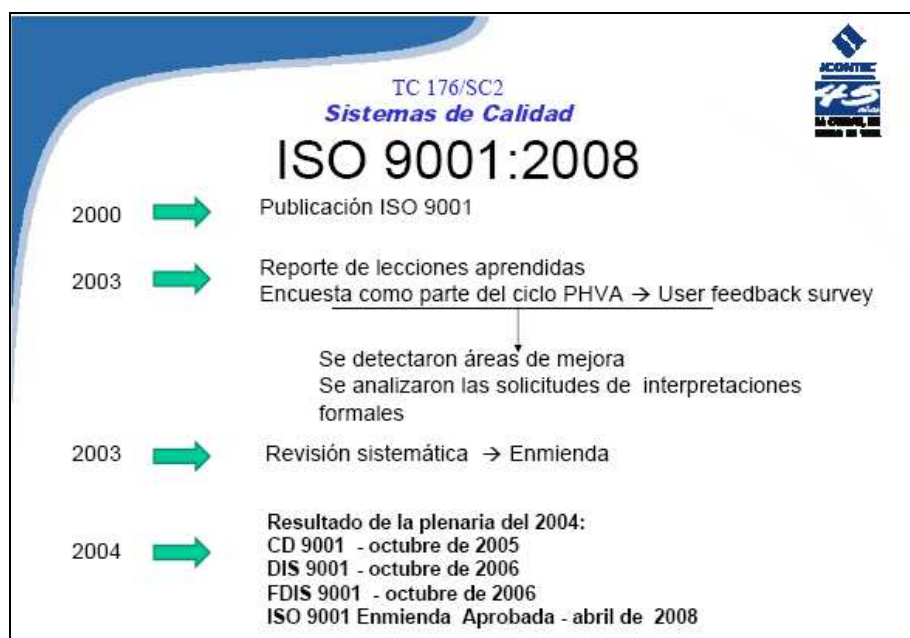 ICONTEC
45
años
TC 176/SC2
Sistemas de Calidad
ISO 9001:2008
2000
Publicación ISO 9001
2003
Reporte de lecciones aprendidas
Encuesta como parte del ciclo PHVA → User feedback survey
Se detectaron áreas de mejora
Se analizaron las solicitudes de interpretaciones
formales
2003
Revisión sistemática → Enmienda
2004
Resultado de la plenaria del 2004:
CD 9001 - octubre de 2005
DIS 9001 - octubre de 2006
FDIS 9001 - octubre de 2006
ISO 9001 Enmienda Aprobada - abril de 2008